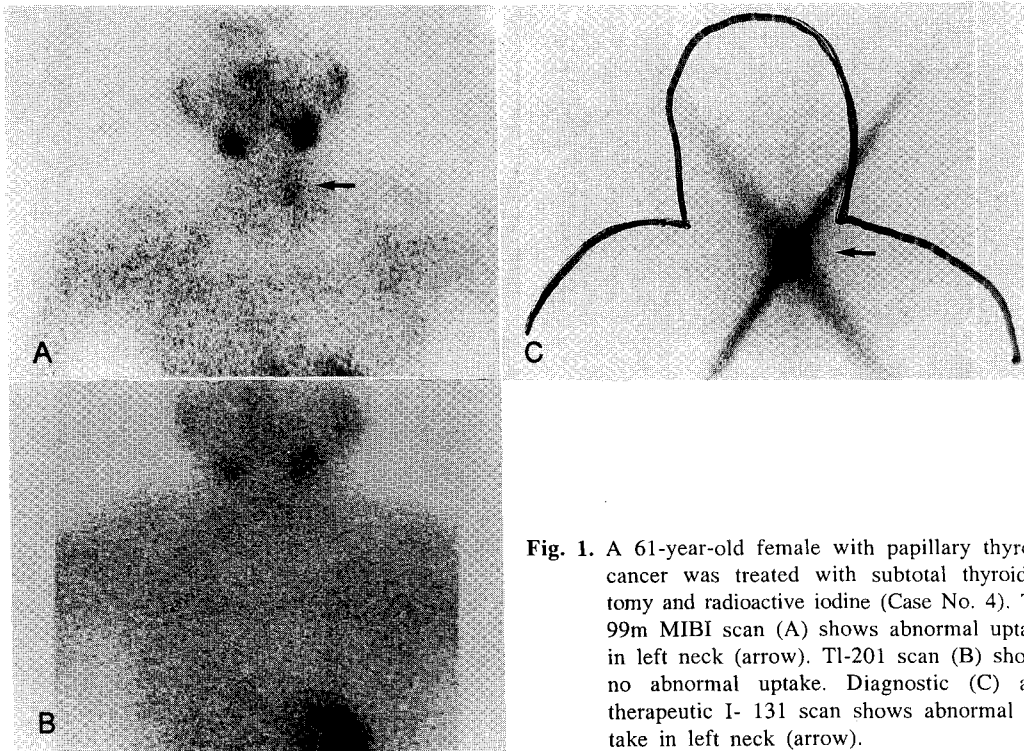 A
C
B
Fig. 1. A 61-year-old female with papillary thyro
cancer was treated with subtotal thyroid
tomy and radioactive iodine (Case No. 4).
99m MIBI scan (A) shows abnormal upta
in left neck (arrow). Tl-201 scan (B) sho
no abnormal uptake. Diagnostic (C) a
therapeutic I- 131 scan shows abnormal
take in left neck (arrow).